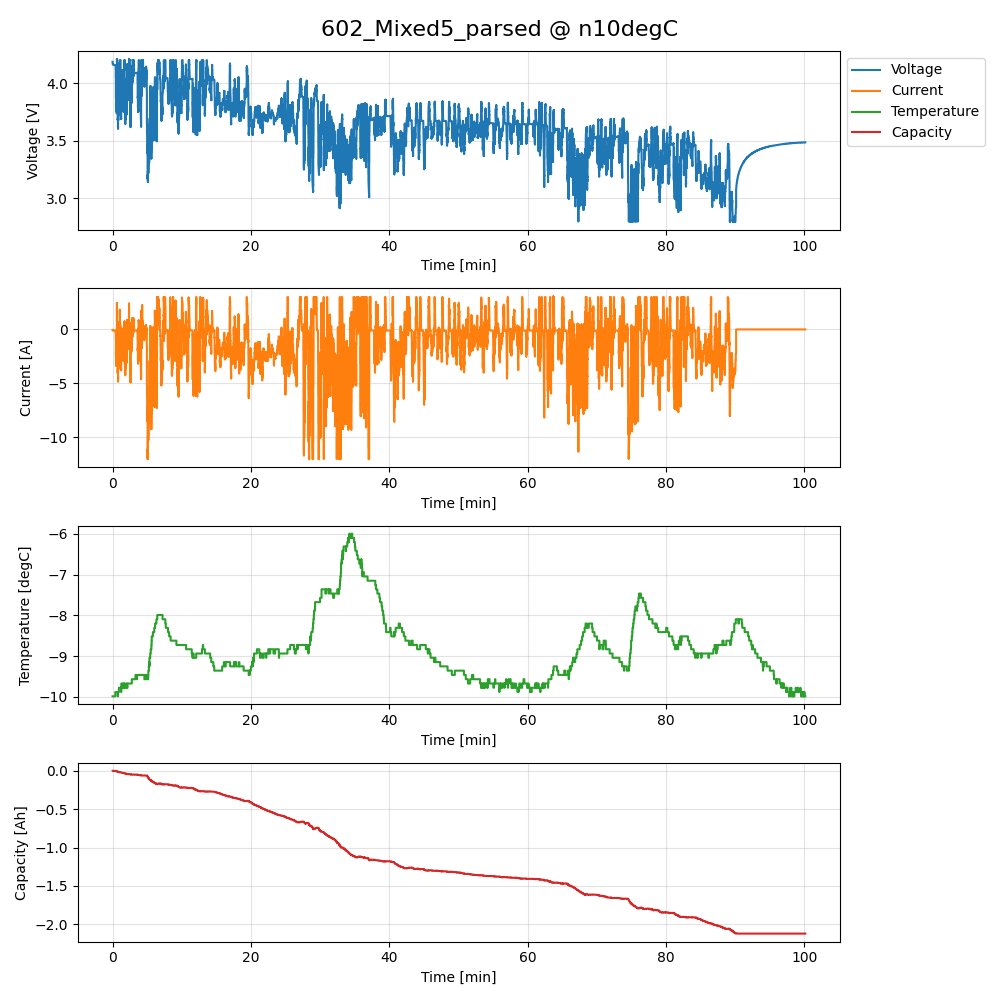 602_Mixed5_parsed @ n10degC
Voltage [V]
4.0
3.5
3.0
0 20 40 60 80 100
Time [min]
Voltage
Current
Temperature
Capacity
Current [A]
0
−5
−10
0 20 40 60 80 100
Time [min]
Temperature [degC]
−6
−7
−8
−9
−10
0 20 40 60 80 100
Time [min]
Capacity [Ah]
0.0
−0.5
−1.0
−1.5
−2.0
0 20 40 60 80 100
Time [min]